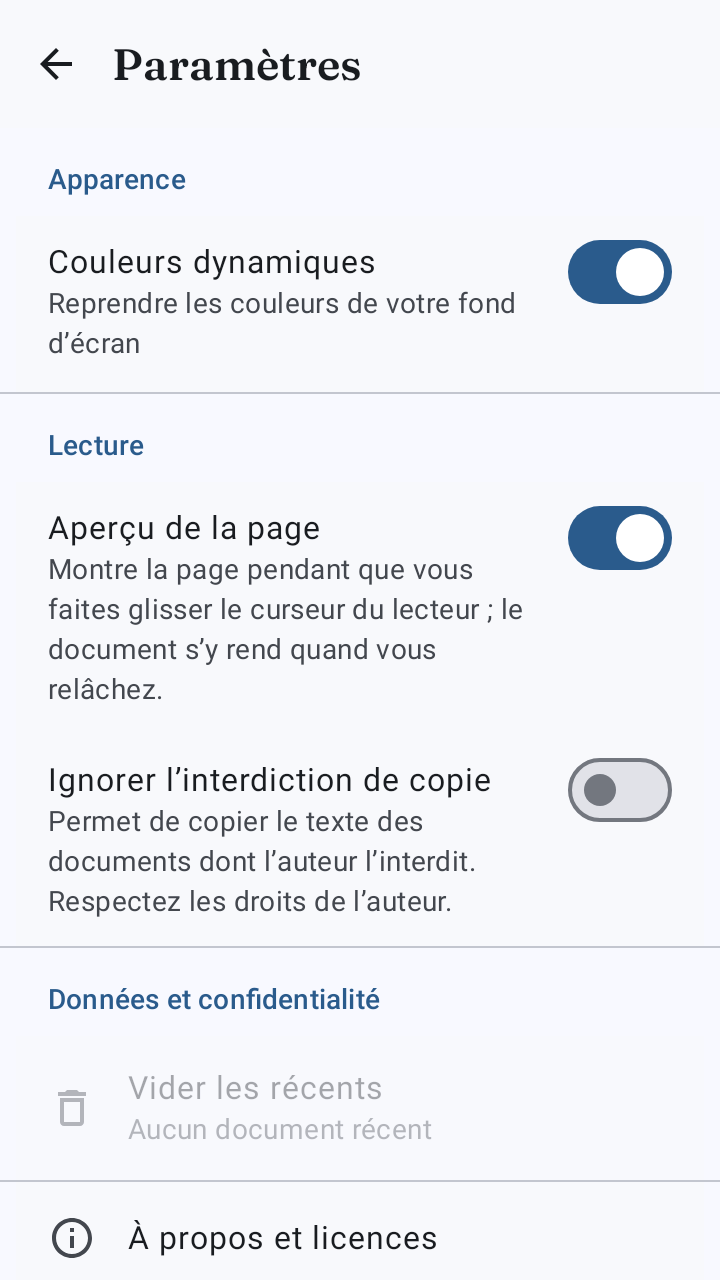 Paramètres
Apparence
Couleurs dynamiques
Reprendre les couleurs de votre fond
d’écran
Lecture
Aperçu de la page
Montre la page pendant que vous
faites glisser le curseur du lecteur ; le
document s’y rend quand vous
relâchez.
Ignorer l’interdiction de copie
Permet de copier le texte des
documents dont l’auteur l’interdit.
Respectez les droits de l’auteur.
Données et confidentialité
Vider les récents
Aucun document récent
À propos et licences